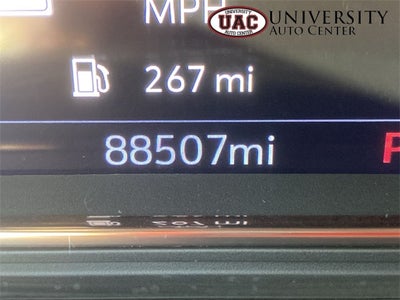 MPH
UNIVERSITY
UAC
AUTO CENTER
267 mi
88507mi
P